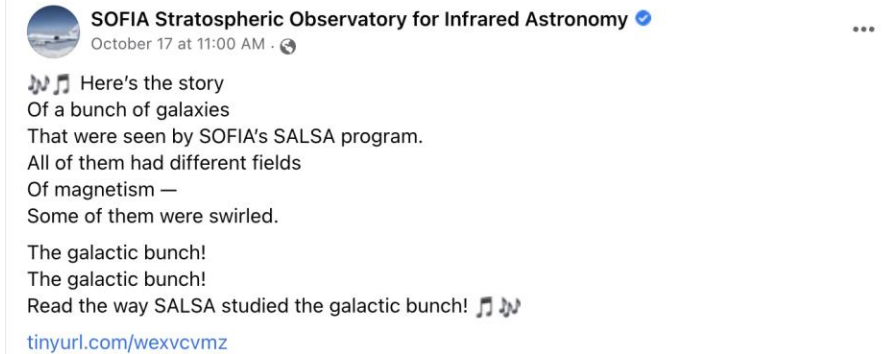 SOFIA Stratospheric Observatory for Infrared Astronomy
October 17 at 11:00 AM ·
🎶🎵 Here's the story
Of a bunch of galaxies
That were seen by SOFIA's SALSA program.
All of them had different fields
Of magnetism —
Some of them were swirled.
The galactic bunch!
The galactic bunch!
Read the way SALSA studied the galactic bunch! 🎵🎶
tinyurl.com/wexvcvmz